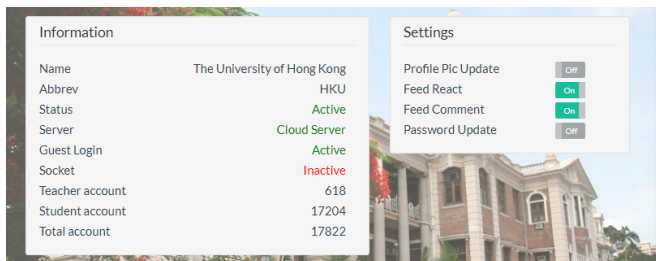 Information
Name The University of Hong Kong
Abbrev HKU
Status Active
Server Cloud Server
Guest Login Active
Socket Inactive
Teacher account 618
Student account 17204
Total account 17822
Settings
Profile Pic Update Off
Feed React On
Feed Comment On
Password Update Off